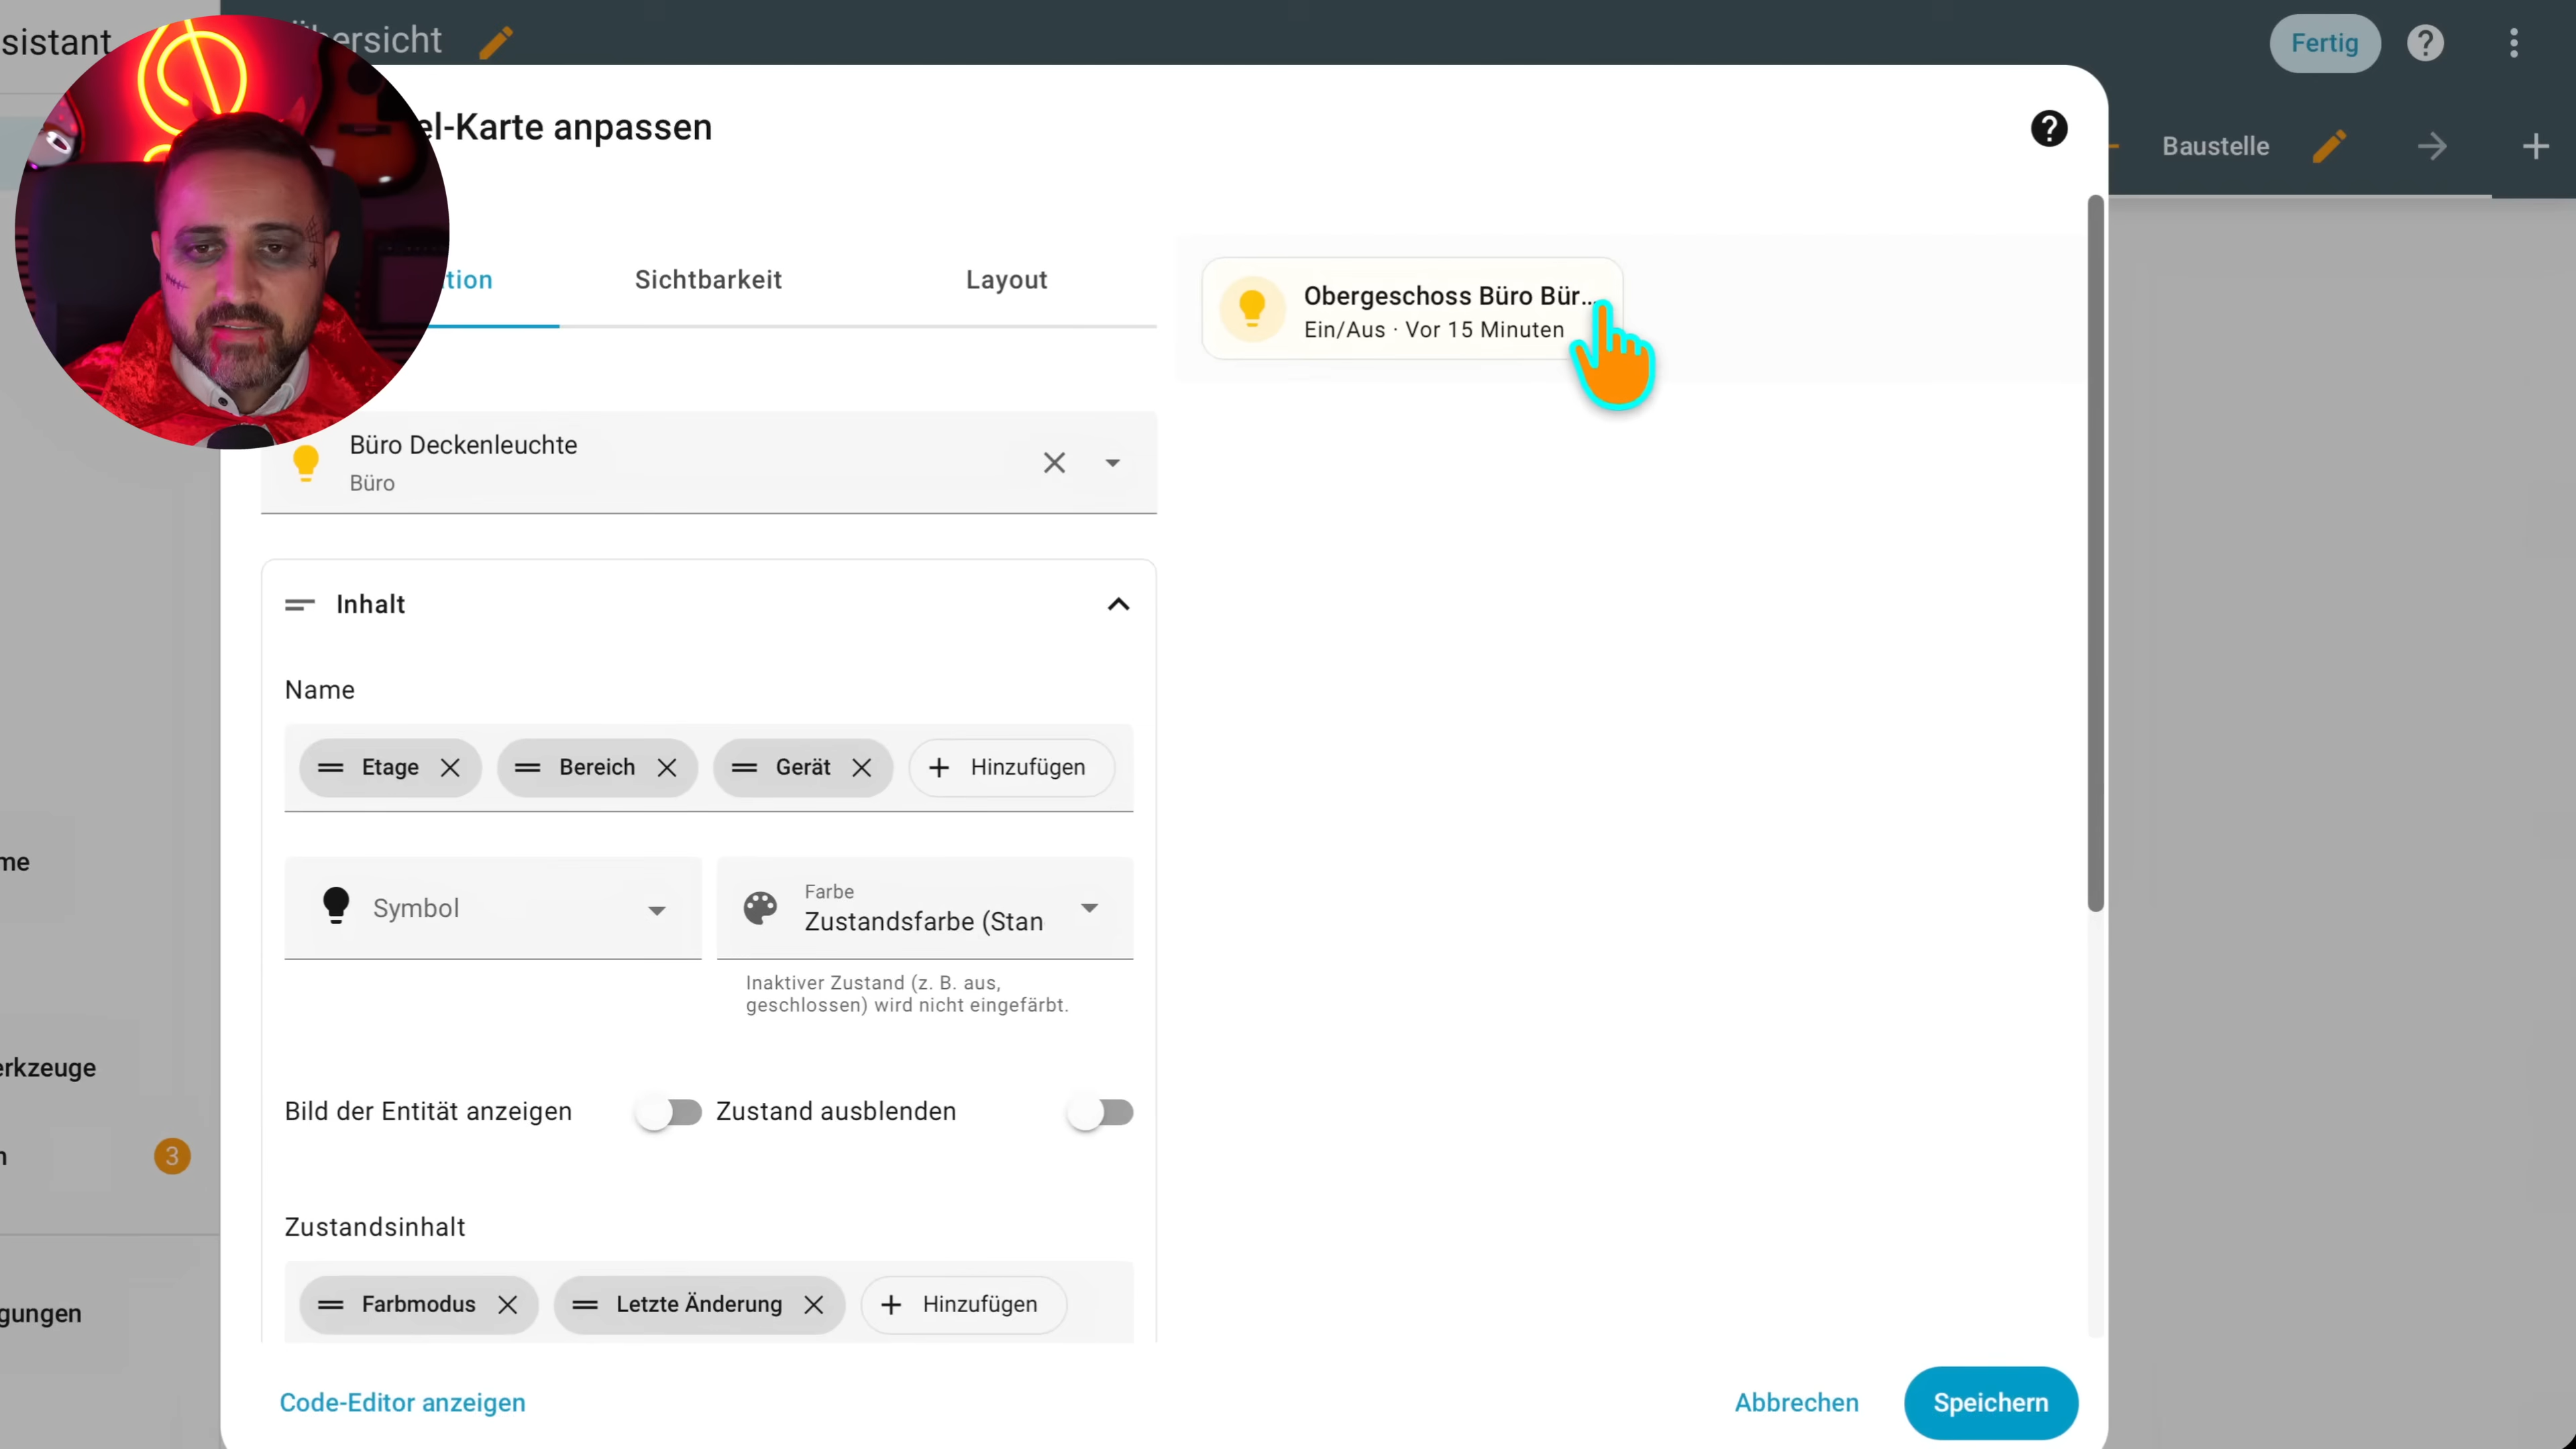 sistant
bersicht
Fertig
el-Karte anpassen
Baustelle
tion
Sichtbarkeit
Layout
Obergeschoss Büro Bür...
Ein/Aus · Vor 15 Minuten
Büro Deckenleuchte
Büro
Inhalt
Name
Etage
Bereich
Gerät
Hinzufügen
me
Symbol
Farbe
Zustandsfarbe (Stan
Inaktiver Zustand (z. B. aus,
geschlossen) wird nicht eingefärbt.
erkzeuge
Bild der Entität anzeigen
Zustand ausblenden
n
3
Zustandsinhalt
Farbmodus
Letzte Änderung
Hinzufügen
gungen
Code-Editor anzeigen
Abbrechen
Speichern